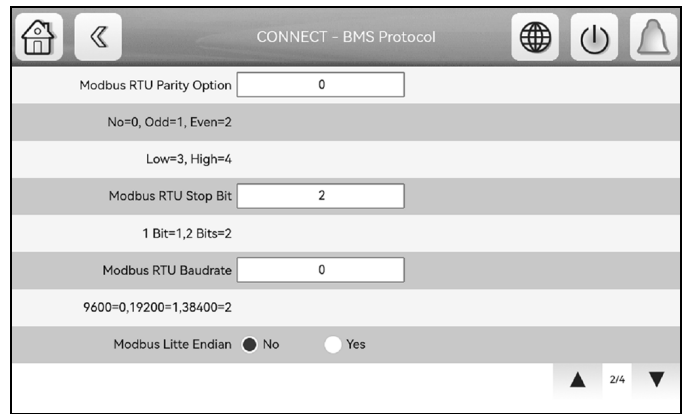 CONNECT - BMS Protocol
Modbus RTU Parity Option 0
No=0, Odd=1, Even=2
Low=3, High=4
Modbus RTU Stop Bit 2
1 Bit=1,2 Bits=2
Modbus RTU Baudrate 0
9600=0,19200=1,38400=2
Modbus Litte Endian No Yes
2/4